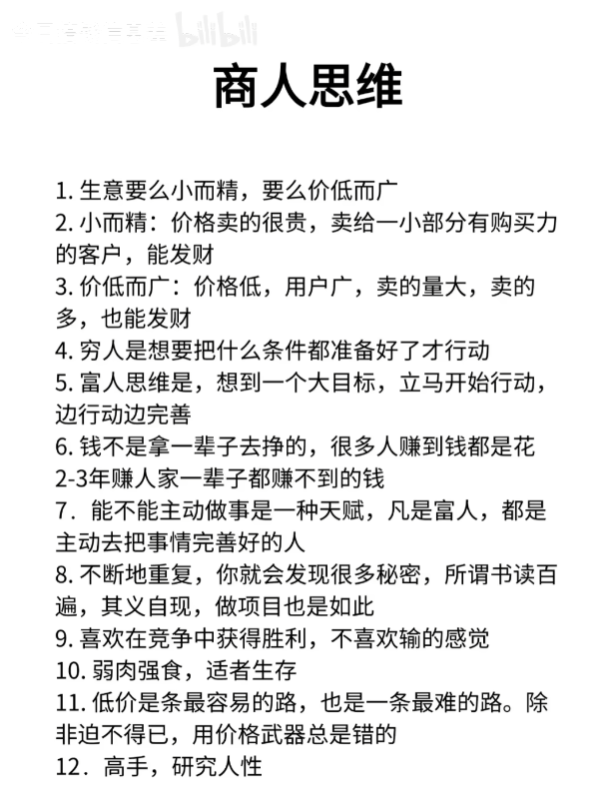 bilibili
商人思维
1. 生意要么小而精，要么价低而广
2. 小而精：价格卖的很贵，卖给一小部分有购买力
的客户，能发财
3. 价低而广：价格低，用户广，卖的量大，卖的
多，也能发财
4. 穷人是想要把什么条件都准备好了才行动
5. 富人思维是，想到一个大目标，立马开始行动，
边行动边完善
6. 钱不是拿一辈子去挣的，很多人赚到钱都是花
2-3年赚人家一辈子都赚不到的钱
7．能不能主动做事是一种天赋，凡是富人，都是
主动去把事情完善好的人
8. 不断地重复，你就会发现很多秘密，所谓书读百
遍，其义自现，做项目也是如此
9. 喜欢在竞争中获得胜利，不喜欢输的感觉
10. 弱肉强食，适者生存
11. 低价是条最容易的路，也是一条最难的路。除
非迫不得已，用价格武器总是错的
12．高手，研究人性